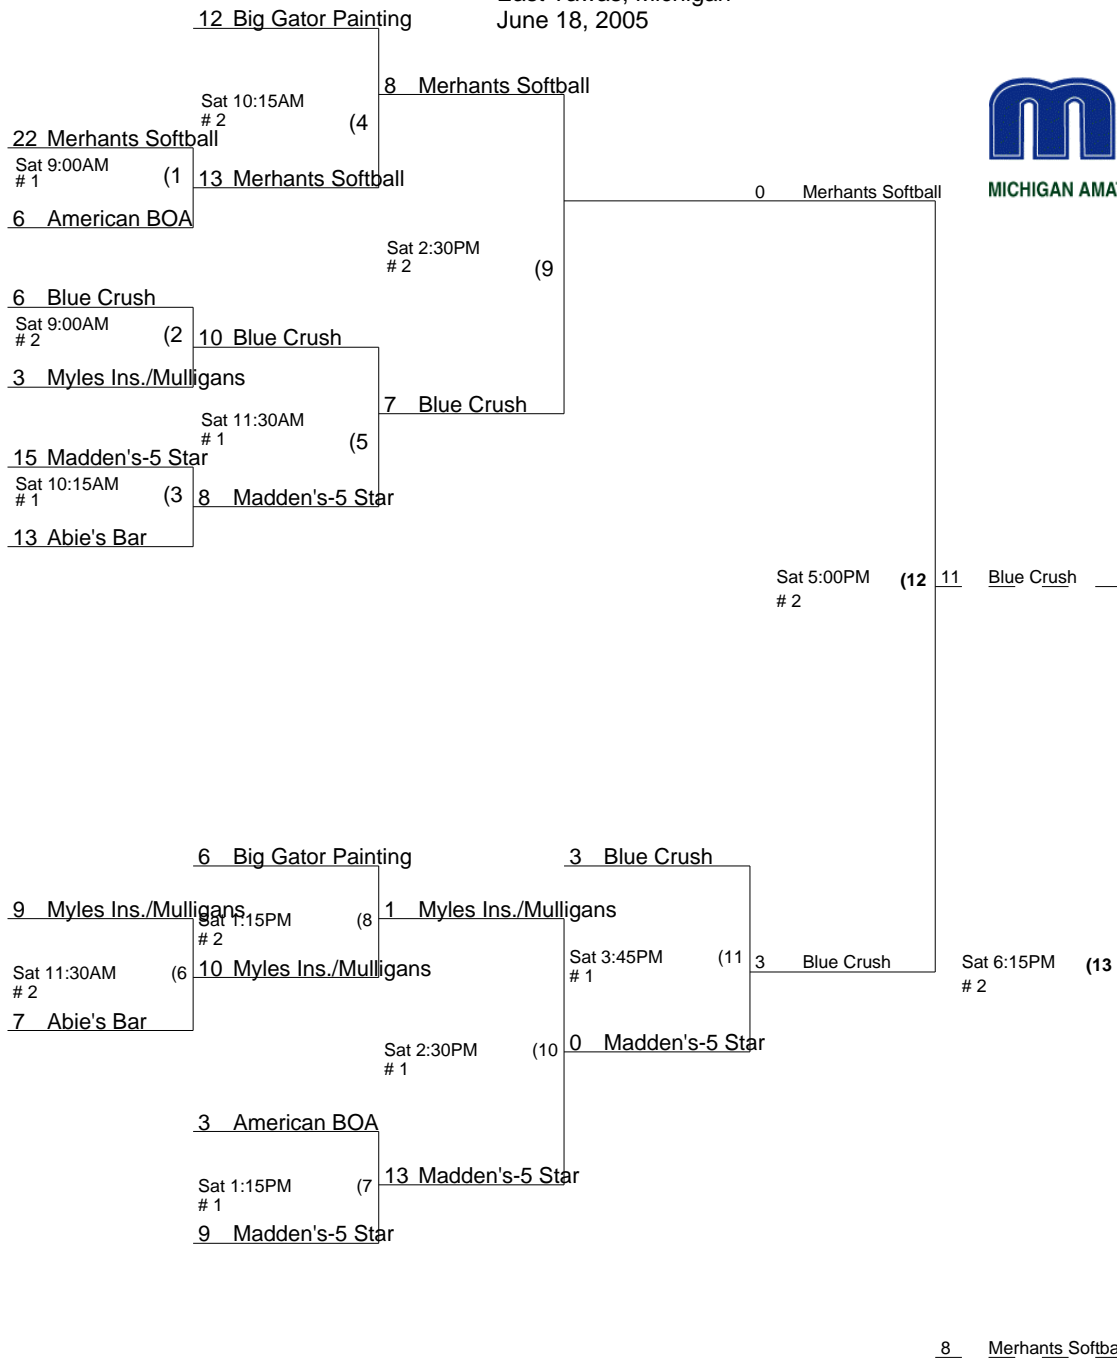 East Tawas, Michigan
12 Big Gator Painting
June 18, 2005
8 Merhants Softball
Sat 10:15AM
# 2
(4
22 Merhants Softball
Sat 9:00AM
# 1
(1
13 Merhants Softball
6 American BOA
0 Merhants Softball
MICHIGAN AMA
Sat 2:30PM
# 2
(9
6 Blue Crush
Sat 9:00AM
# 2
(2
10 Blue Crush
3 Myles Ins./Mulligans
7 Blue Crush
Sat 11:30AM
# 1
(5
15 Madden's-5 Star
Sat 10:15AM
# 1
(3
8 Madden's-5 Star
13 Abie's Bar
Sat 5:00PM
# 2
(12
11 Blue Crush
6 Big Gator Painting
3 Blue Crush
9 Myles Ins./Mulligans
Sat 1:15PM
# 2
(8
1 Myles Ins./Mulligans
Sat 11:30AM
# 2
(6
10 Myles Ins./Mulligans
Sat 3:45PM
# 1
(11
3 Blue Crush
Sat 6:15PM
# 2
(13
7 Abie's Bar
Sat 2:30PM
# 1
(10
0 Madden's-5 Star
3 American BOA
Sat 1:15PM
# 1
(7
13 Madden's-5 Star
9 Madden's-5 Star
8 Merhants Softba